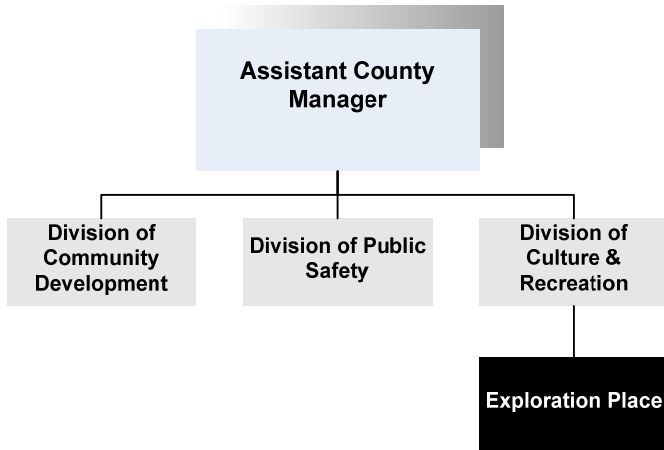 Assistant County
Manager
Division of
Community
Development
Division of Public
Safety
Division of
Culture &
Recreation
Exploration Place